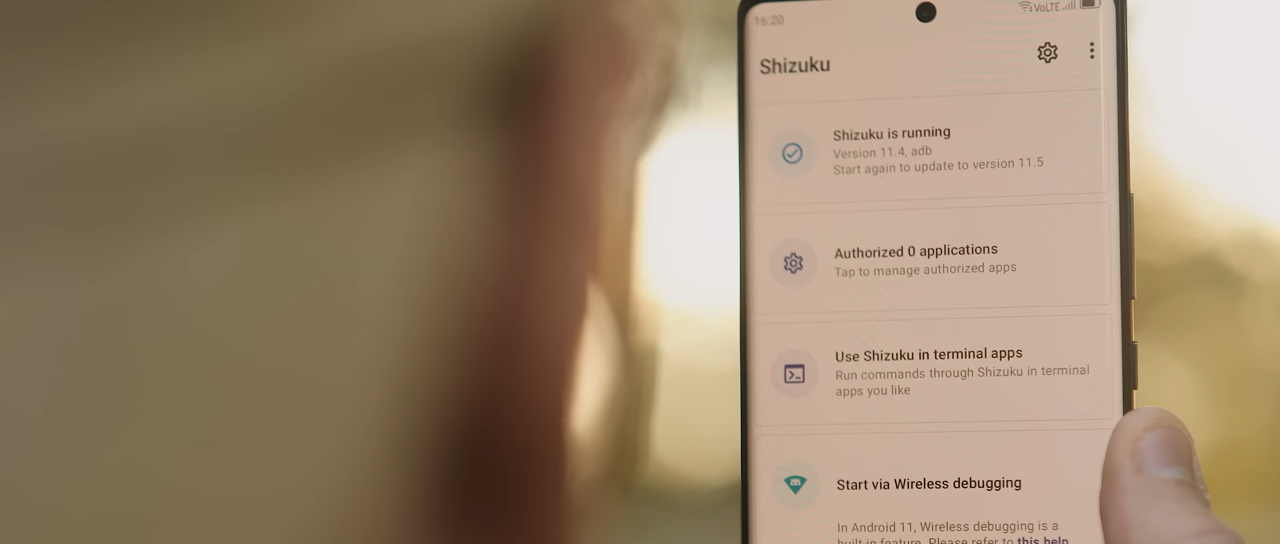 16:20
VoLTE
Shizuku
Shizuku is running
Version 11.4, adb
Start again to update to version 11.5
Authorized 0 applications
Tap to manage authorized apps
Use Shizuku in terminal apps
Run commands through Shizuku in terminal
apps you like
Start via Wireless debugging
In Android 11, Wireless debugging is a
built-in feature. Please refer to this help